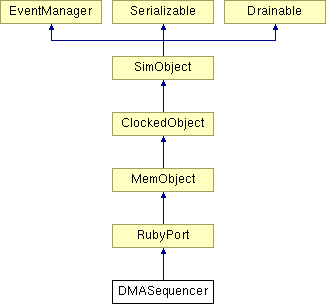 EventManager Serializable Drainable
SimObject
ClockedObject
MemObject
RubyPort
DMASequencer